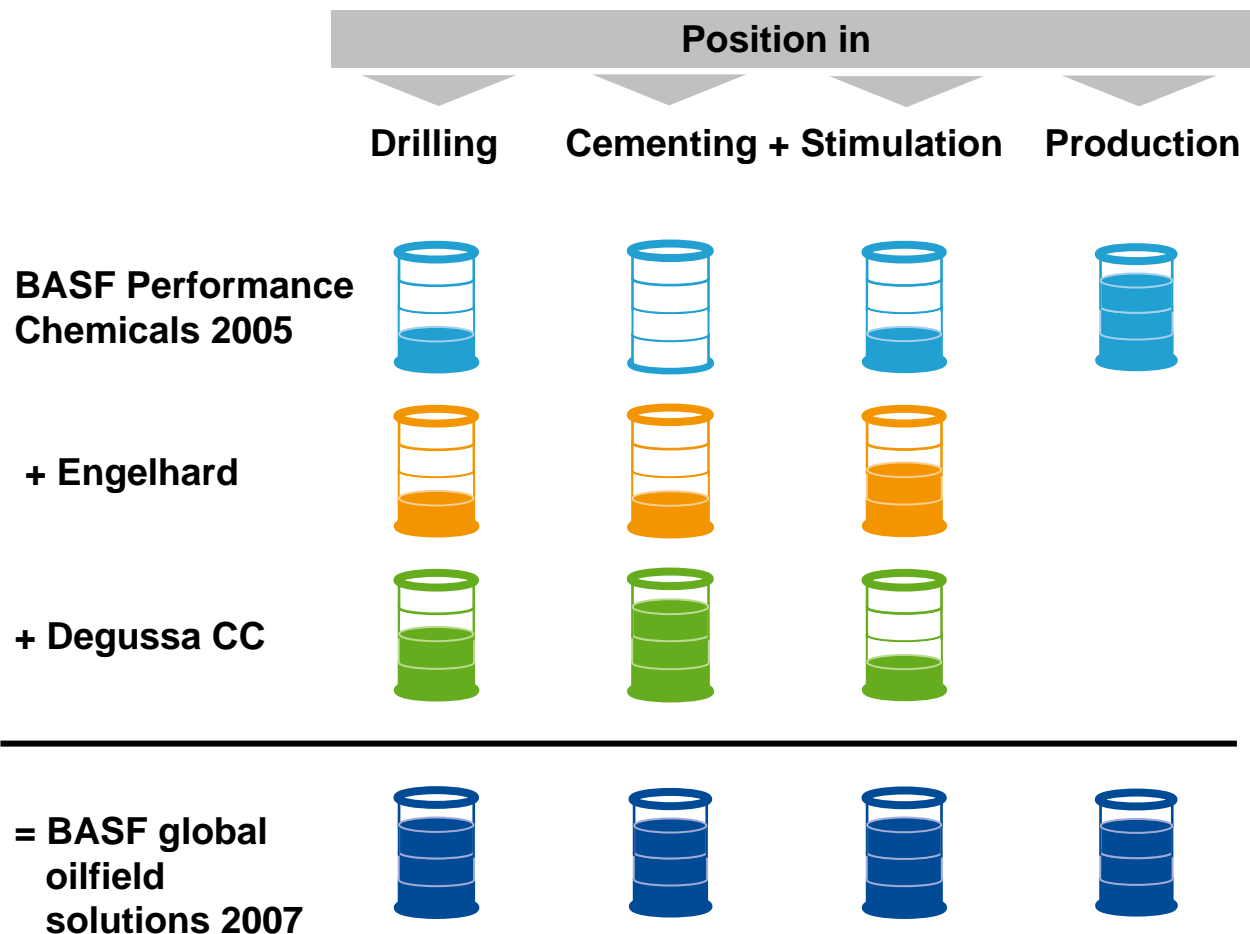 Position in
Drilling Cementing + Stimulation Production
BASF Performance
Chemicals 2005
+ Engelhard
+ Degussa CC
= BASF global
oilfield
solutions 2007